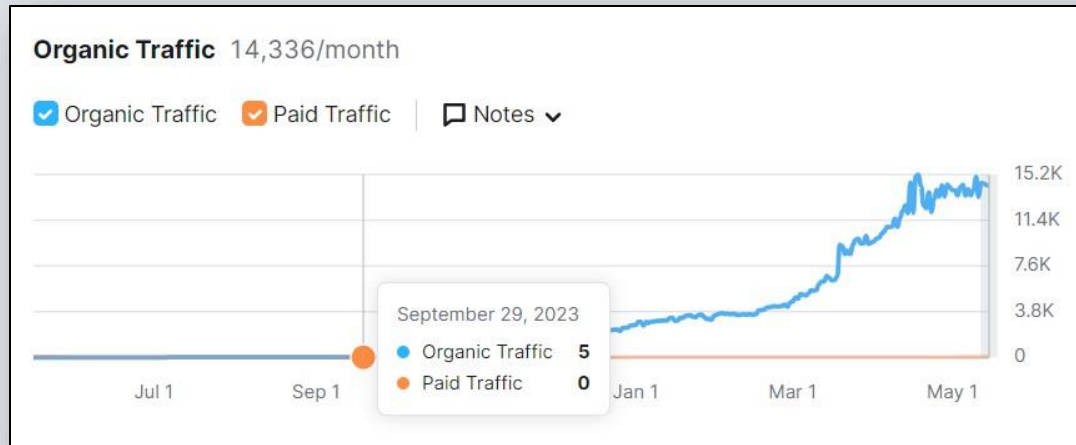 Organic Traffic 14,336/month
Organic Traffic Paid Traffic Notes
15.2K
11.4K
7.6K
3.8K
0
September 29, 2023
Organic Traffic 5
Paid Traffic 0
Jul 1 Sep 1 Jan 1 Mar 1 May 1